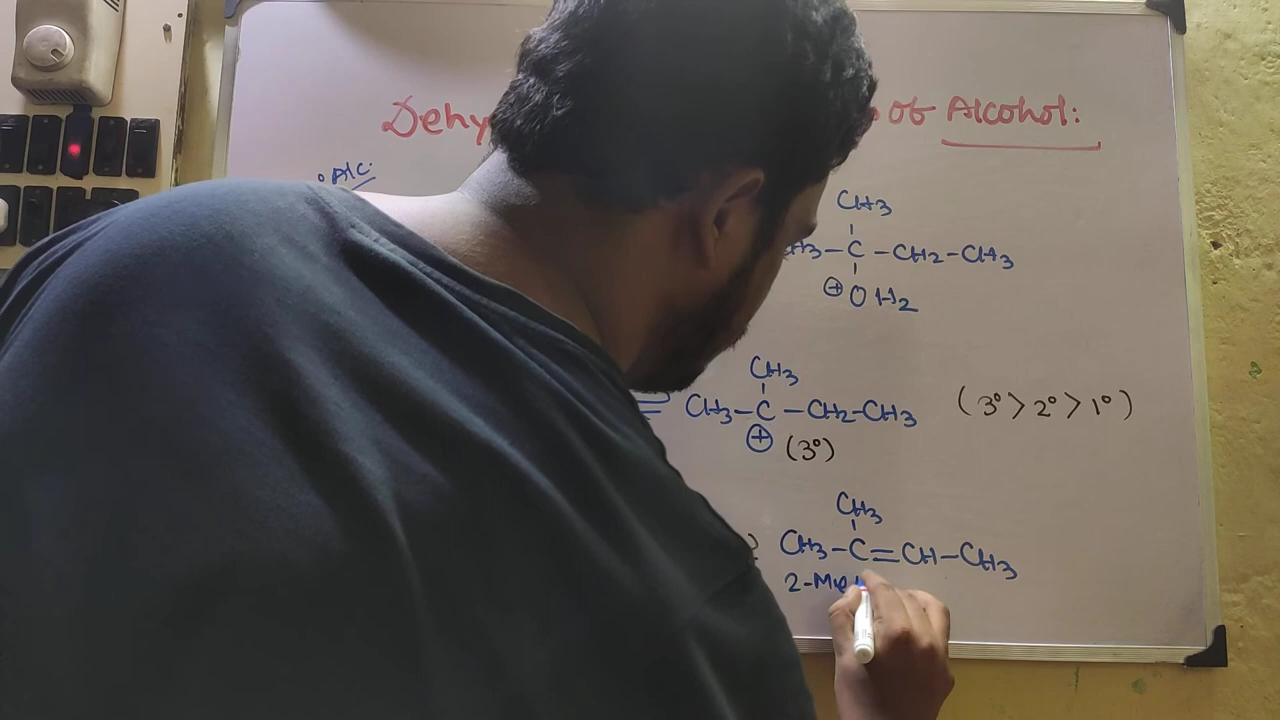 Dehy of Alcohol:
° Alc.
CH3
CH3-C-CH2-CH3
⊕ OH2
CH3
CH3-C-CH2-CH3 (3°>2°>1°)
⊕ (3°)
CH3
CH3-C=CH-CH3
2-Me